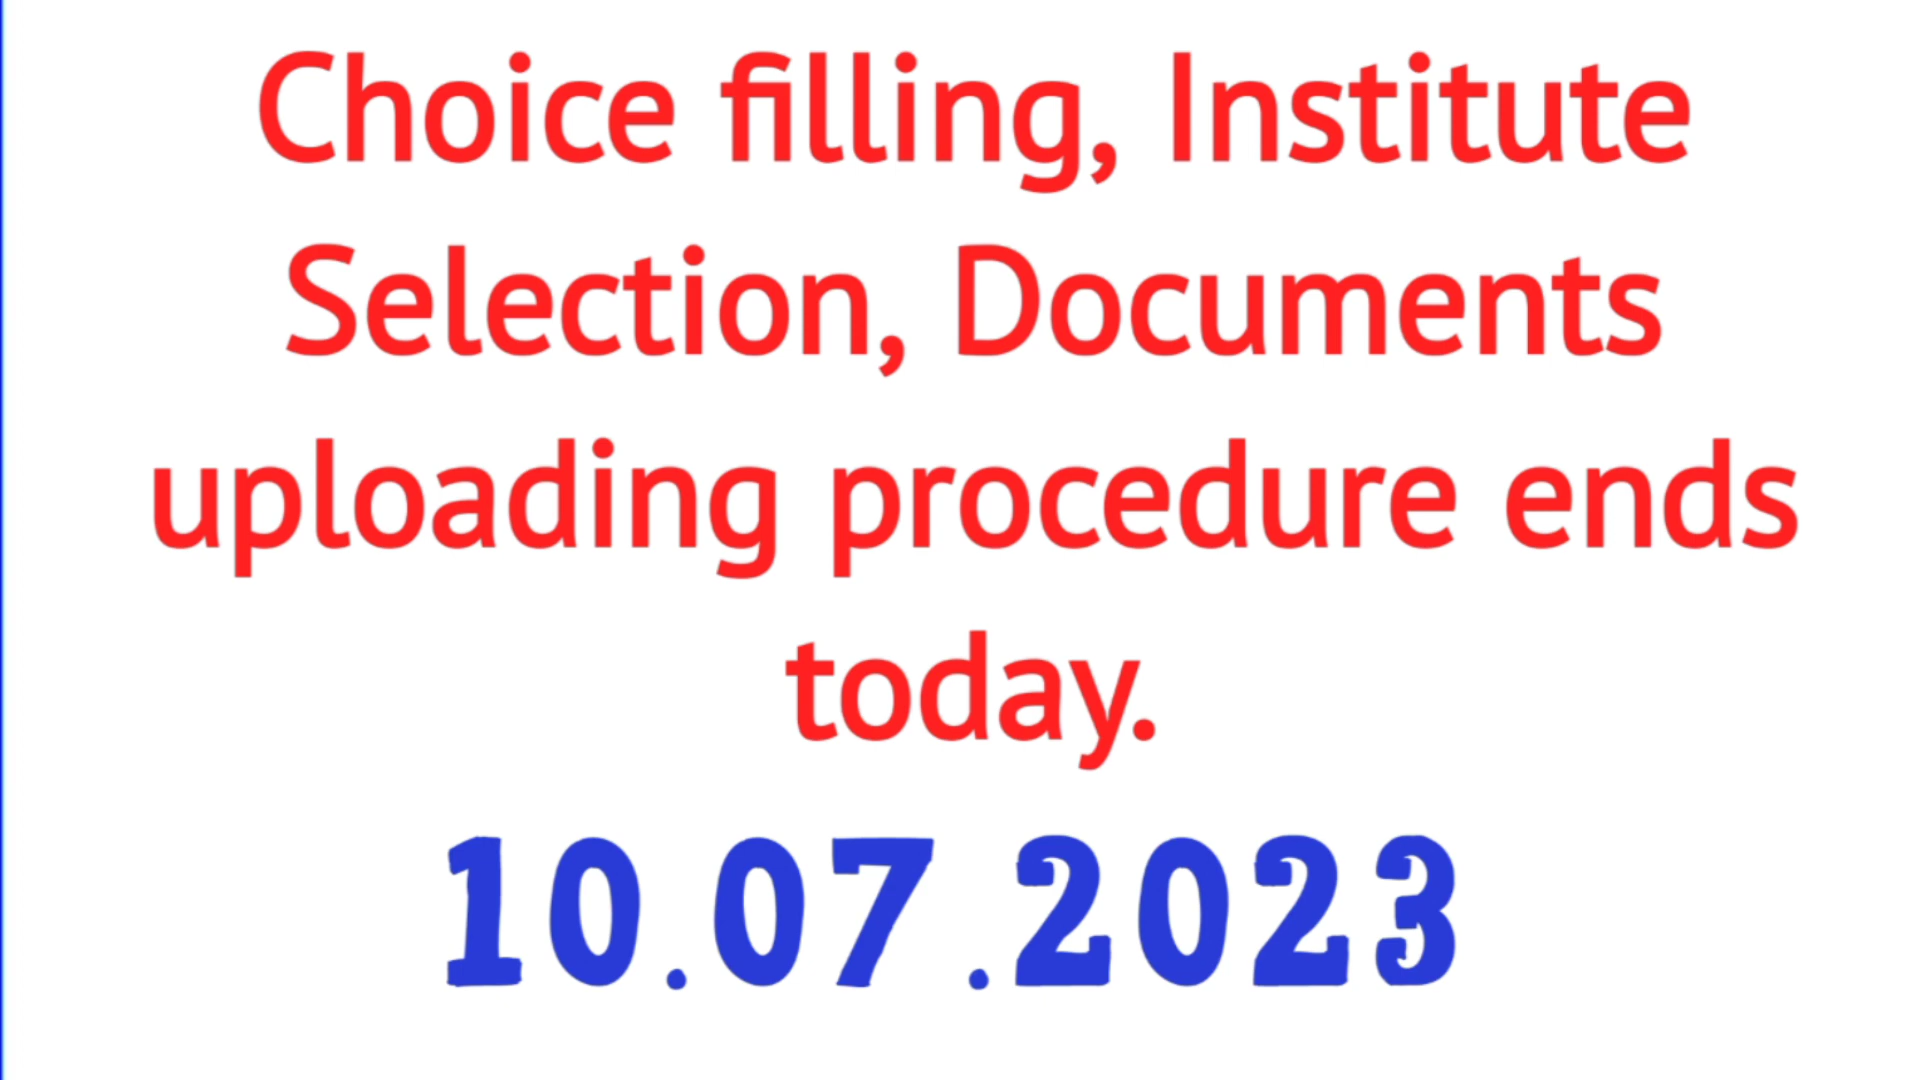 Choice filling, Institute
Selection, Documents
uploading procedure ends
today.
10.07.2023